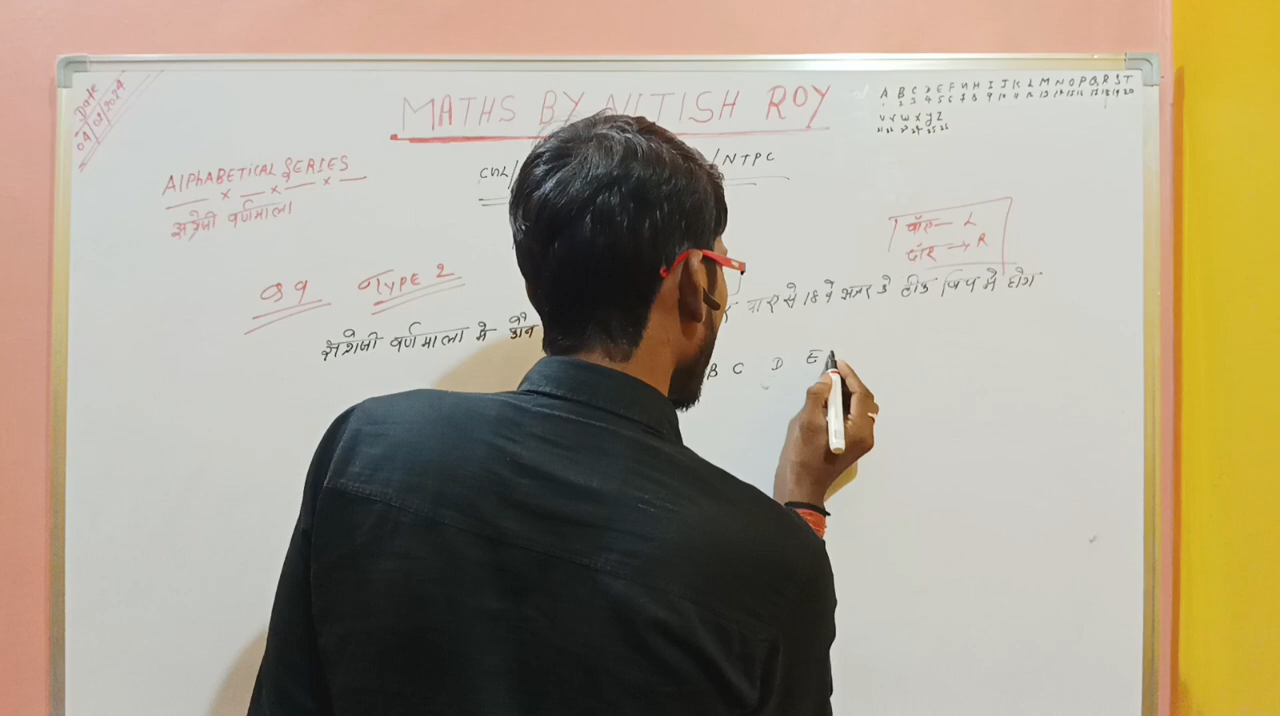 Date
04/03/2024
MATHS BY NITISH ROY
A B C D E F G H I J K L M N O P Q R S T
1 2 3 4 5 6 7 8 9 10 11 12 13 14 15 16 17 18 19 20
U V W X Y Z
21 22 23 24 25 26
/NTPC
ALPHABETICAL SERIES
अंग्रेजी वर्णमाला
बाँए — L
दाँए → R
Q 9 TYPE 2
अंग्रेजी वर्णमाला में कौन
से 18 वें अक्षर के ठीक बिच में होगा
B C D E